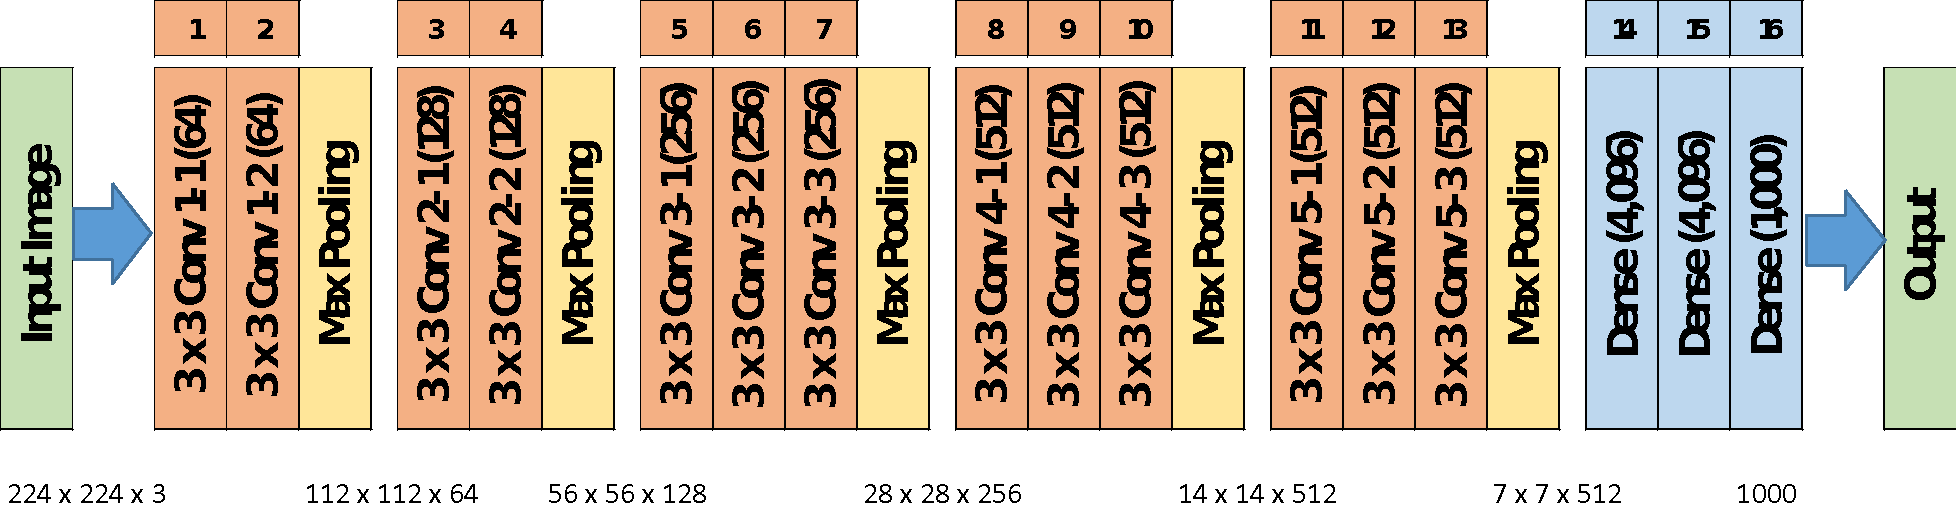 1 2 3 4 5 6 7 8 9 10 11 12 13 14 15 16
Input Image
3 x 3 Conv 1-1 (64)
3 x 3 Conv 1-2 (64)
Max Pooling
3 x 3 Conv 2-1 (128)
3 x 3 Conv 2-2 (128)
Max Pooling
3 x 3 Conv 3-1 (256)
3 x 3 Conv 3-2 (256)
3 x 3 Conv 3-3 (256)
Max Pooling
3 x 3 Conv 4-1 (512)
3 x 3 Conv 4-2 (512)
3 x 3 Conv 4-3 (512)
Max Pooling
3 x 3 Conv 5-1 (512)
3 x 3 Conv 5-2 (512)
3 x 3 Conv 5-3 (512)
Max Pooling
Dense (4,096)
Dense (4,096)
Dense (1,000)
Output
224 x 224 x 3 112 x 112 x 64 56 x 56 x 128 28 x 28 x 256 14 x 14 x 512 7 x 7 x 512 1000